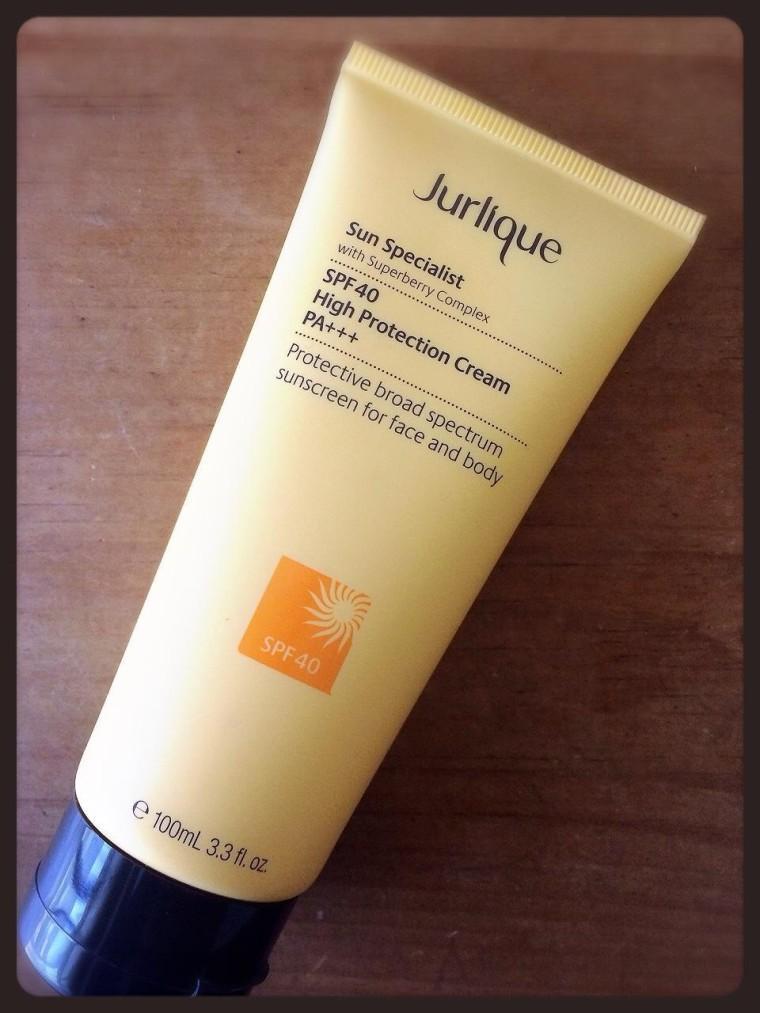 Jurlique
Sun Specialist
with Superberry Complex
SPF40
High Protection Cream
PA+++
Protective broad spectrum
sunscreen for face and body
SPF40
e 100mL 3.3 fl. oz.